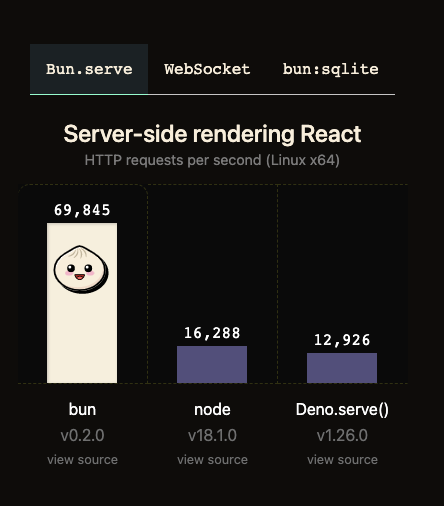 Bun.serve WebSocket bun:sqlite
Server-side rendering React
HTTP requests per second (Linux x64)
69,845
16,288
12,926
bun node Deno.serve()
v0.2.0 v18.1.0 v1.26.0
view source view source view source